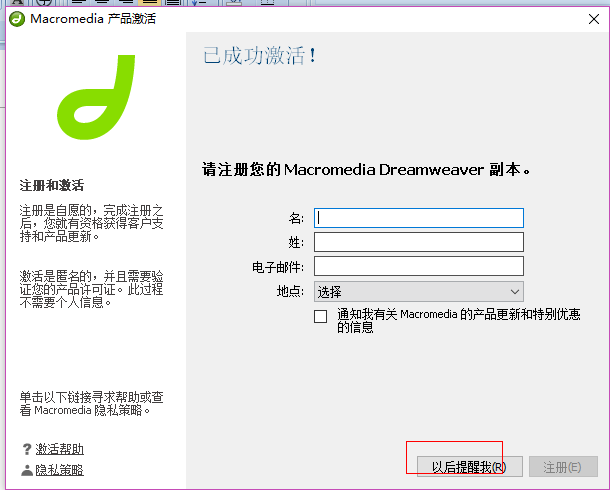 Macromedia 产品激活
已成功激活！
注册和激活
注册是自愿的，完成注册之
后，您就有资格获得客户支
持和产品更新。
激活是匿名的，并且需要验
证您的产品许可证。此过程
不需要个人信息。
单击以下链接寻求帮助或查
看 Macromedia 隐私策略。
? 激活帮助
隐私策略
请注册您的 Macromedia Dreamweaver 副本。
名:
姓:
电子邮件:
地点: 选择
通知我有关 Macromedia 的产品更新和特别优惠
的信息
以后提醒我(R) 注册(E)